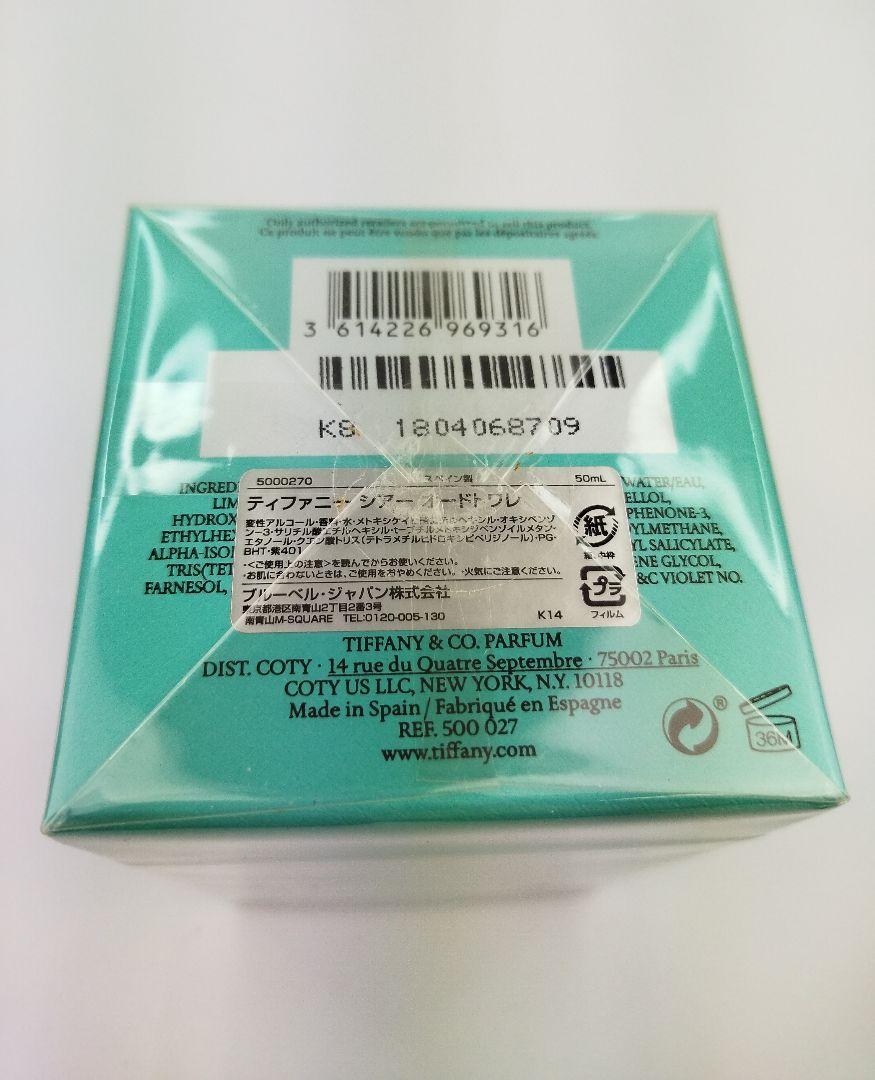 Only authorized retailers are permitted to sell this product.
Ce produit ne peut être vendu que par les dépositaires agréés.
3 614226 969316
K8 1804068709
INGRED WATER/EAU,
LIM ELLOL,
HYDROX PHENONE-3,
ETHYLHE OYLMETHANE,
ALPHA-ISO YL SALICYLATE,
TRIS(TET ENE GLYCOL,
FARNESOL, &C VIOLET NO.
5000270 スペイン製 50mL
ティファニー シアー オードトワレ
変性アルコール・香料・水・メトキシケイヒ酸エチルヘキシル・オキシベンゾ
ン-3・サリチル酸エチルヘキシル・t-ブチルメトキシジベンゾイルメタン・
エタノール・クエン酸トリス(テトラメチルヒドロキシピペリジノール)・PG・
BHT・紫401
・<ご使用上の注意>を読んでからお使いください。
・お肌に合わないときは、ご使用をおやめください。・火気にご注意ください。
ブルーベル・ジャパン株式会社
東京都港区南青山2丁目2番3号
南青山M-SQUARE TEL:0120-005-130 K14
紙
紙:中枠
プラ
フィルム
TIFFANY & CO. PARFUM
DIST. COTY · 14 rue du Quatre Septembre · 75002 Paris
COTY US LLC, NEW YORK, N.Y. 10118
Made in Spain / Fabriqué en Espagne
REF. 500 027
www.tiffany.com
®
36M